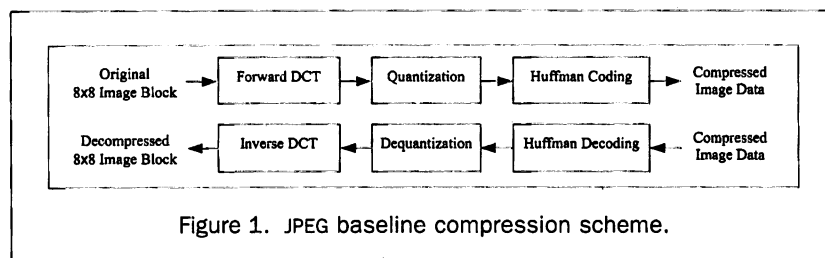 Original
8x8 Image Block
Forward DCT
Quantization
Huffman Coding
Compressed
Image Data
Decompressed
8x8 Image Block
Inverse DCT
Dequantization
Huffman Decoding
Compressed
Image Data
Figure 1. JPEG baseline compression scheme.